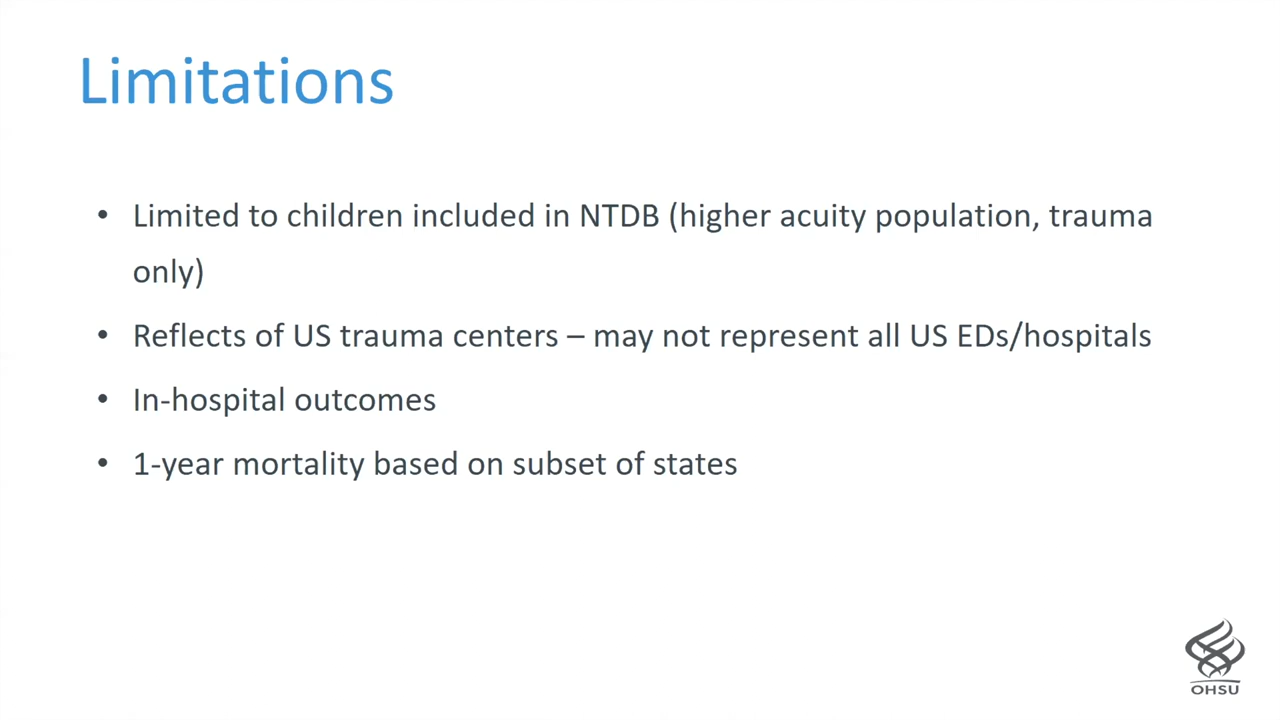 Limitations
• Limited to children included in NTDB (higher acuity population, trauma
only)
• Reflects of US trauma centers – may not represent all US EDs/hospitals
• In-hospital outcomes
• 1-year mortality based on subset of states
OHSU